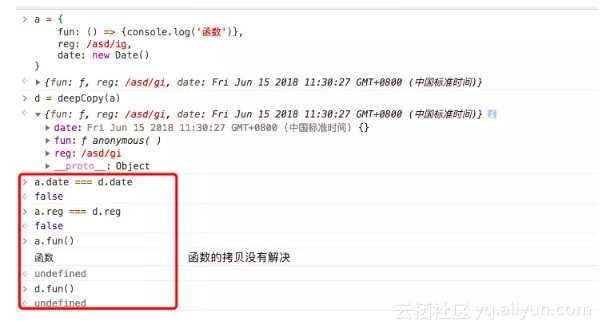 > a = {
fun: () => {console.log('函数')},
reg: /asd/ig,
date: new Date()
}
< ▸ {fun: ƒ, reg: /asd/gi, date: Fri Jun 15 2018 11:30:27 GMT+0800 (中国标准时间)}
> d = deepCopy(a)
< ▾ {fun: ƒ, reg: /asd/gi, date: Fri Jun 15 2018 11:30:27 GMT+0800 (中国标准时间)} i
▸ date: Fri Jun 15 2018 11:30:27 GMT+0800 (中国标准时间) {}
▸ fun: ƒ anonymous( )
▸ reg: /asd/gi
▸ __proto__: Object
> a.date === d.date
< false
> a.reg === d.reg
< false
> a.fun()
函数 函数的拷贝没有解决
< undefined
> d.fun()
< undefined
云栖社区 yq.aliyun.com